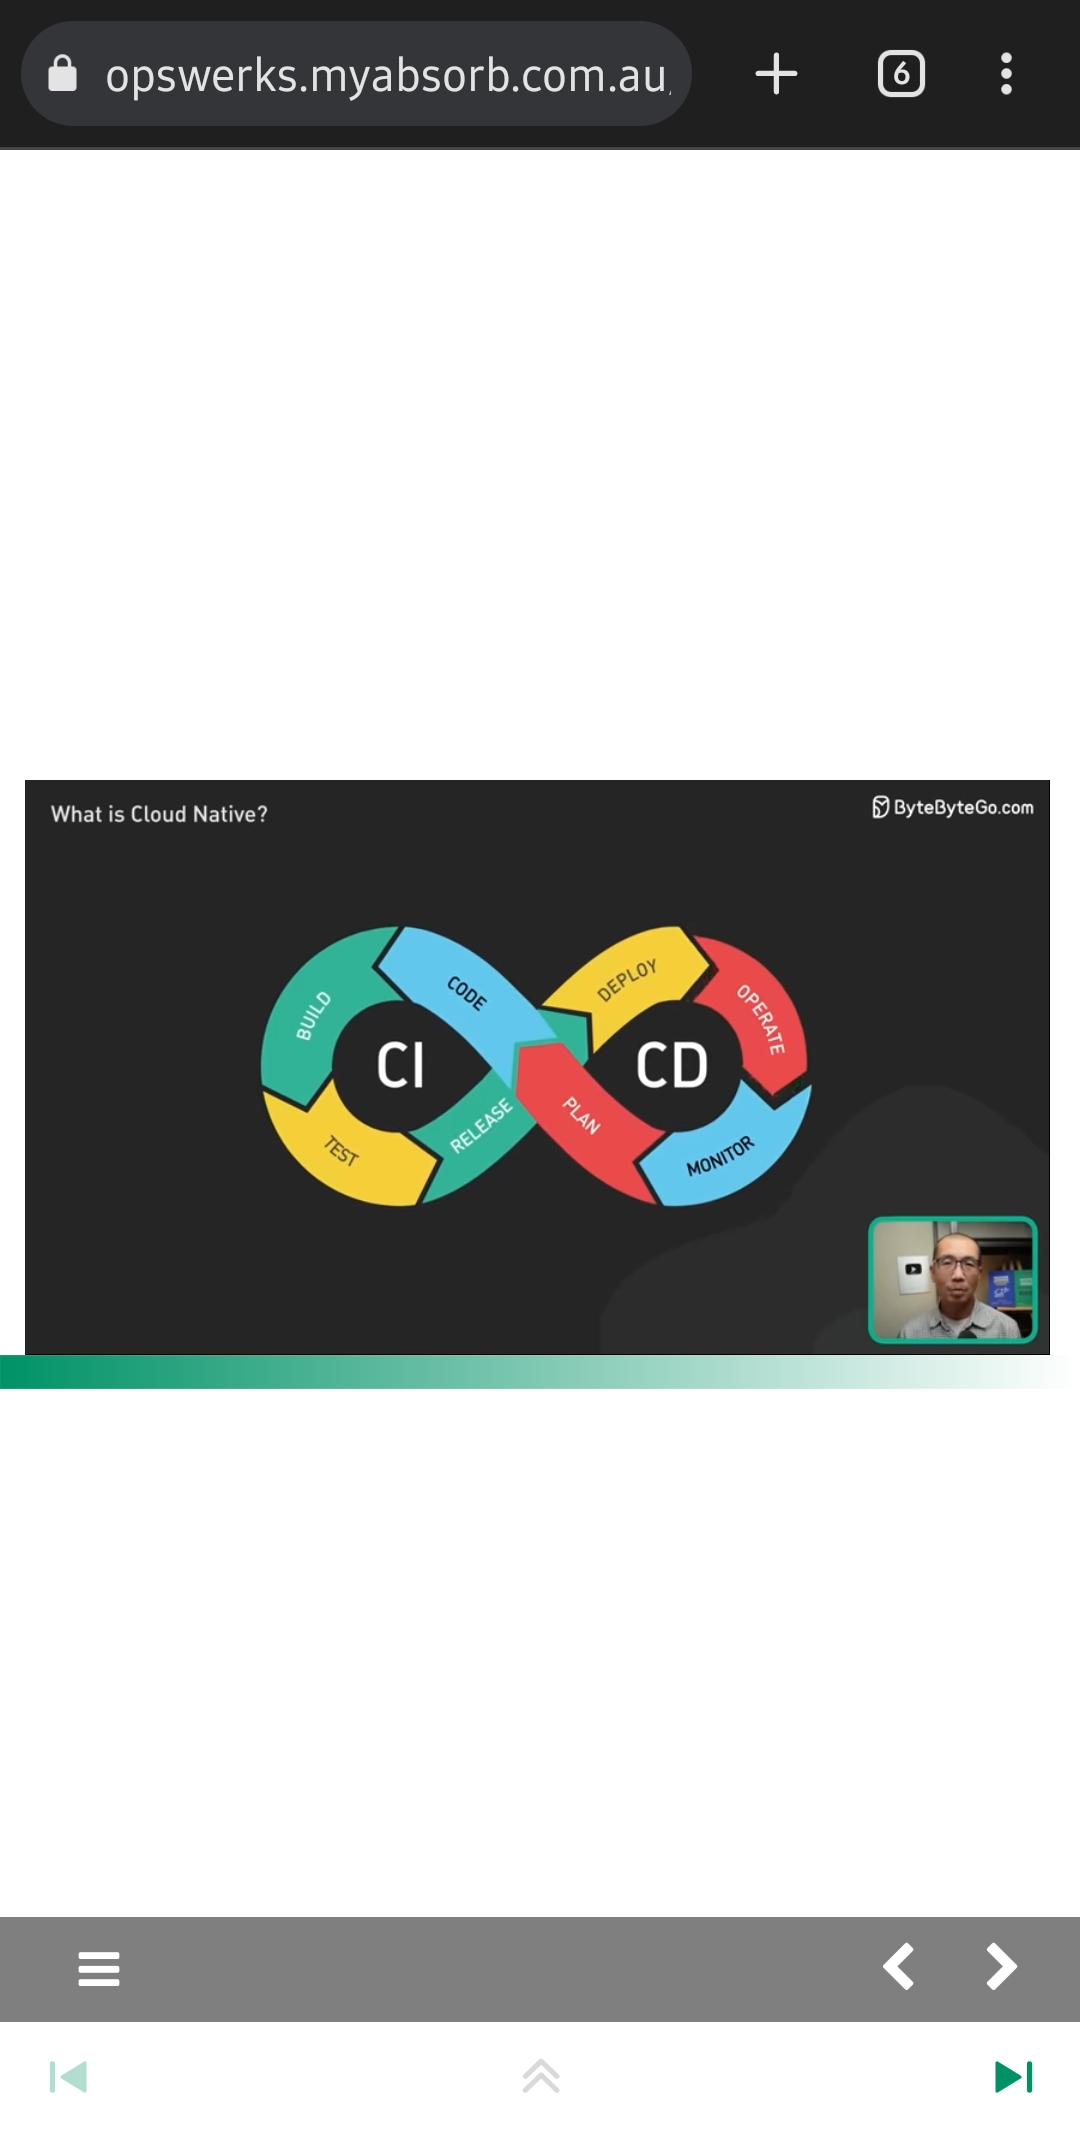 opswerks.myabsorb.com.au
6
What is Cloud Native?
ByteByteGo.com
CODE
DEPLOY
BUILD
OPERATE
CI
CD
RELEASE
PLAN
TEST
MONITOR